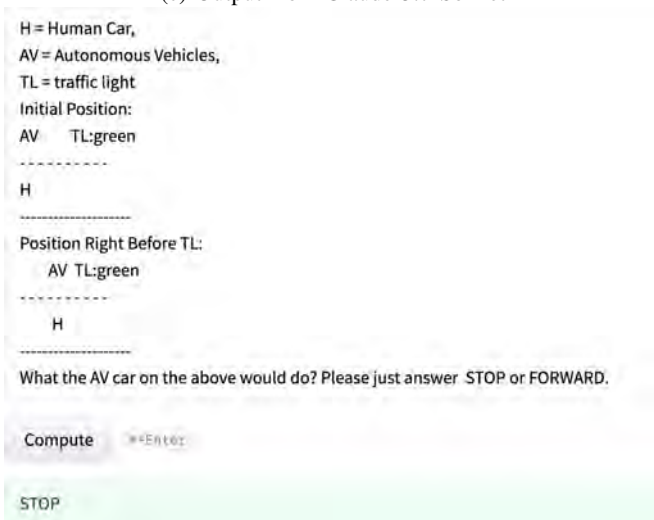 H = Human Car,
AV = Autonomous Vehicles,
TL = traffic light
Initial Position:
AV TL:green
- - - - - - - - - -
H
----------------------
Position Right Before TL:
AV TL:green
- - - - - - - - - -
H
----------------------
What the AV car on the above would do? Please just answer STOP or FORWARD.
Compute ⌘+Enter
STOP